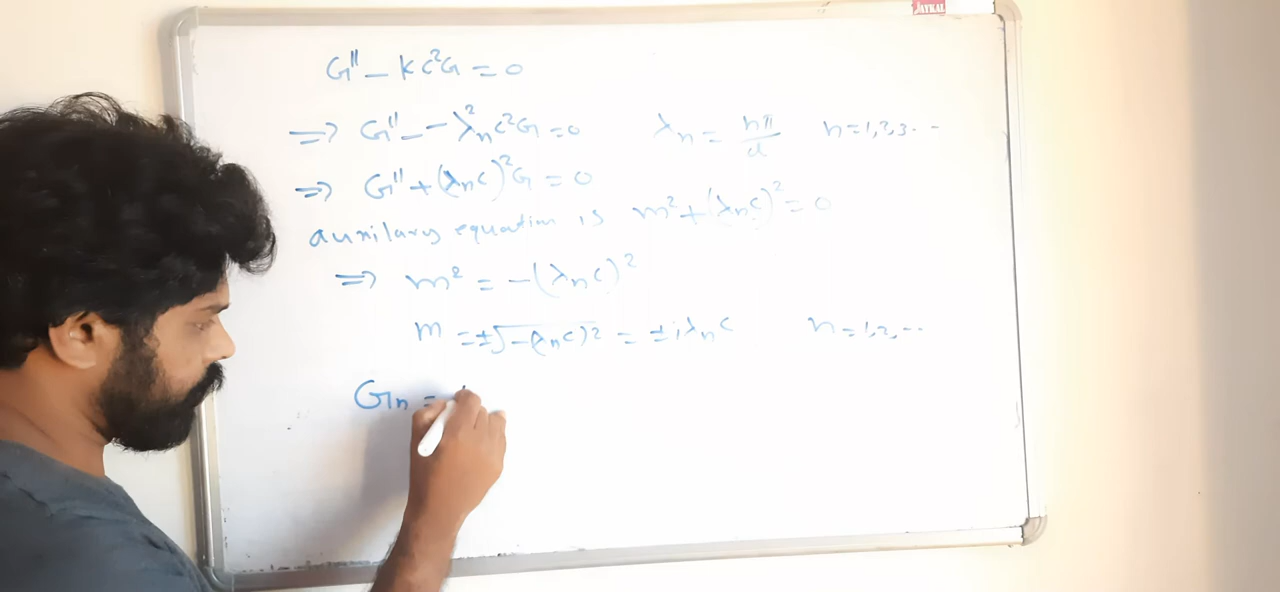 JAYKAL
G'' - kc²G = 0
=> G'' - -λₙ²c²G = 0 λₙ = nπ/d n=1,2,3...
=> G'' + (λₙc)²G = 0
auxilary equation is m² + (λₙc)² = 0
=> m² = -(λₙc)²
m = ±√-(λₙc)² = ±iλₙc n=1,2,...
Gₙ =